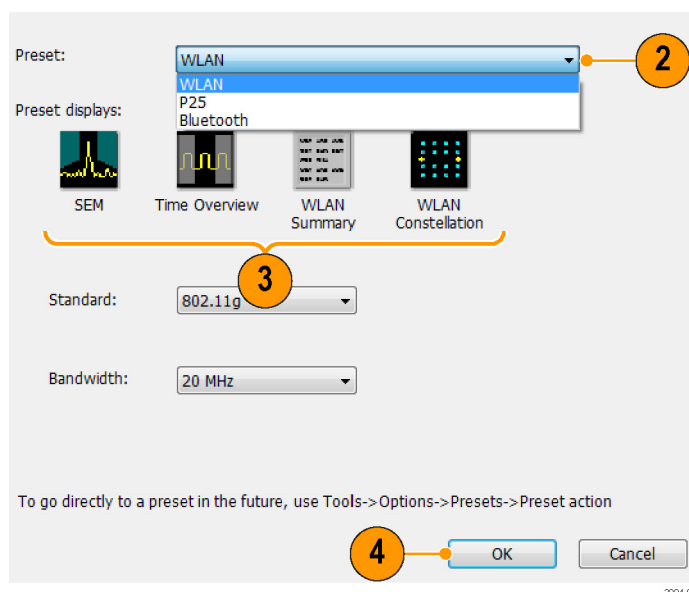 Preset:
WLAN
2
WLAN
P25
Bluetooth
Preset displays:
SEM
Time Overview
WLAN
Summary
WLAN
Constellation
3
Standard:
802.11g
Bandwidth:
20 MHz
To go directly to a preset in the future, use Tools->Options->Presets->Preset action
4
OK
Cancel